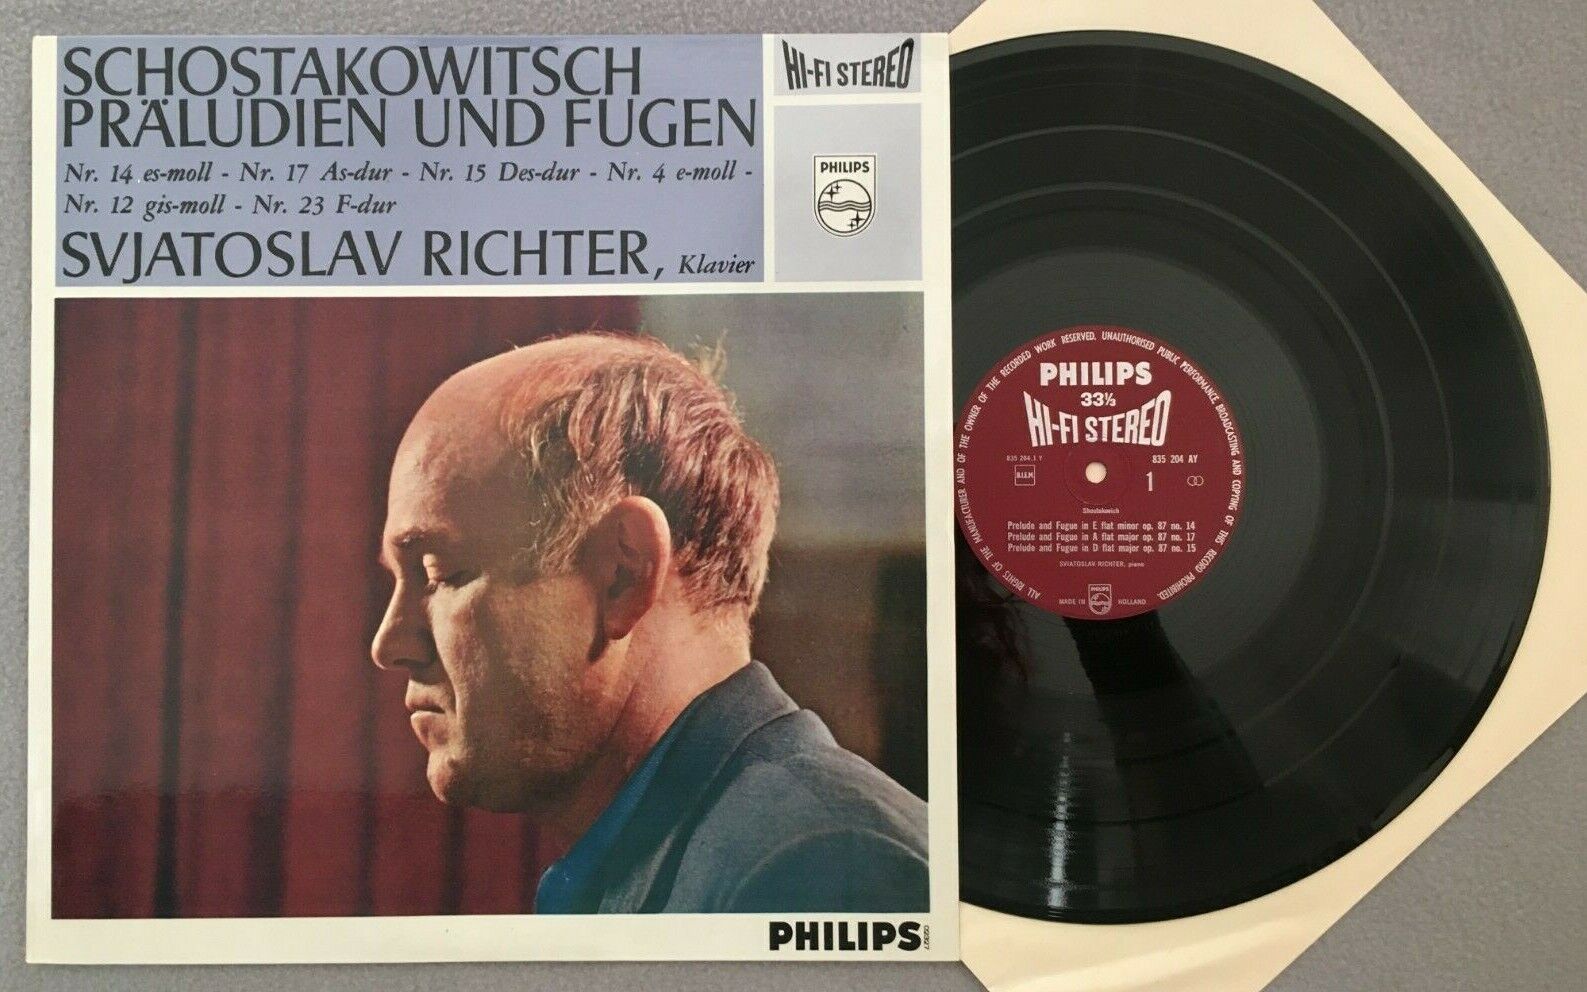 SCHOSTAKOWITSCH
PRÄLUDIEN UND FUGEN
Nr. 14 es-moll - Nr. 17 As-dur - Nr. 15 Des-dur - Nr. 4 e-moll -
Nr. 12 gis-moll - Nr. 23 F-dur
SVJATOSLAV RICHTER, Klavier
HI-FI STEREO
PHILIPS
PHILIPS
ALL RIGHTS OF THE MANUFACTURER AND OF THE OWNER OF THE RECORDED WORK RESERVED. UNAUTHORISED PUBLIC PERFORMANCE, BROADCASTING AND COPYING OF THIS RECORD PROHIBITED.
PHILIPS
33⅓
HI-FI STEREO
835 204.1 Y
835 204 AY
B.I.E.M
1
Shostakovich
Prelude and Fugue in E flat minor op. 87 no. 14
Prelude and Fugue in A flat major op. 87 no. 17
Prelude and Fugue in D flat major op. 87 no. 15
SVIATOSLAV RICHTER, piano
MADE IN
PHILIPS
HOLLAND